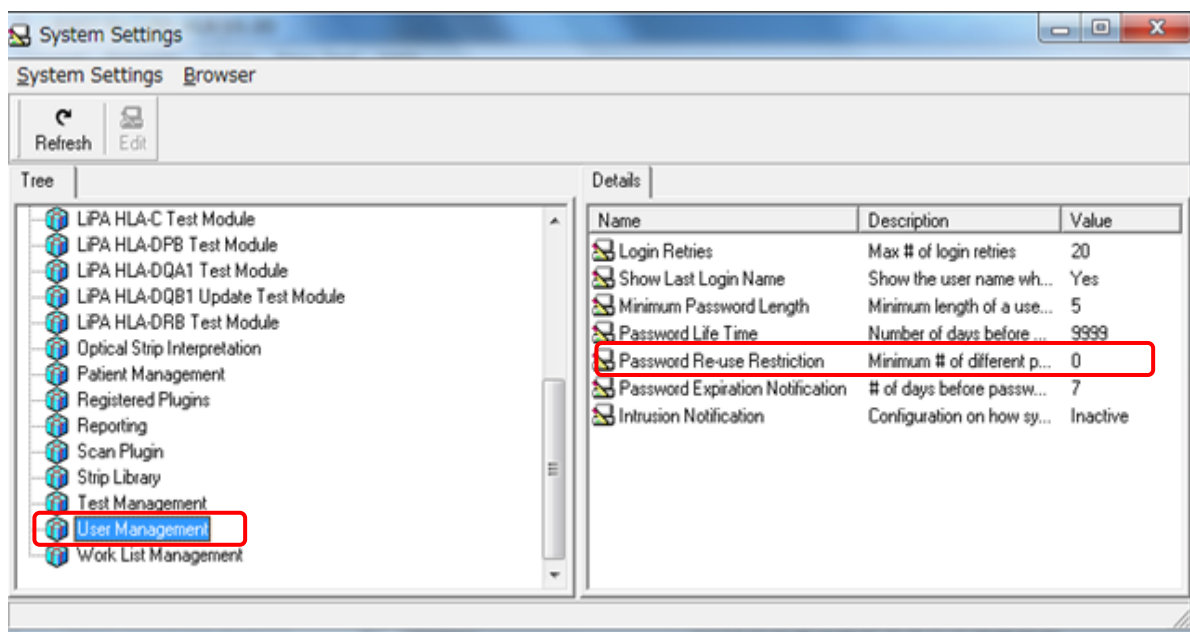 System Settings
System Settings Browser
Refresh Edit
Tree
LiPA HLA-C Test Module
LiPA HLA-DPB Test Module
LiPA HLA-DQA1 Test Module
LiPA HLA-DQB1 Update Test Module
LiPA HLA-DRB Test Module
Optical Strip Interpretation
Patient Management
Registered Plugins
Reporting
Scan Plugin
Strip Library
Test Management
User Management
Work List Management
Details
Name Description Value
Login Retries Max # of login retries 20
Show Last Login Name Show the user name wh... Yes
Minimum Password Length Minimum length of a use... 5
Password Life Time Number of days before ... 9999
Password Re-use Restriction Minimum # of different p... 0
Password Expiration Notification # of days before passw... 7
Intrusion Notification Configuration on how sy... Inactive